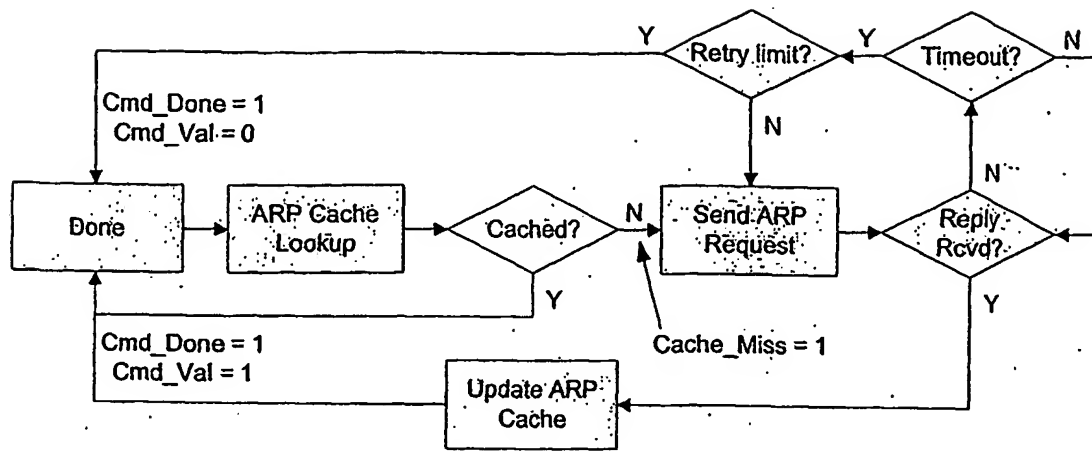 Y
Retry limit?
Y
Timeout?
N
Cmd_Done = 1
Cmd_Val = 0
N
N
Done
ARP Cache
Lookup
Cached?
N
Send ARP
Request
Reply
Rcvd?
Y
Y
Cmd_Done = 1
Cmd_Val = 1
Cache_Miss = 1
Update ARP
Cache